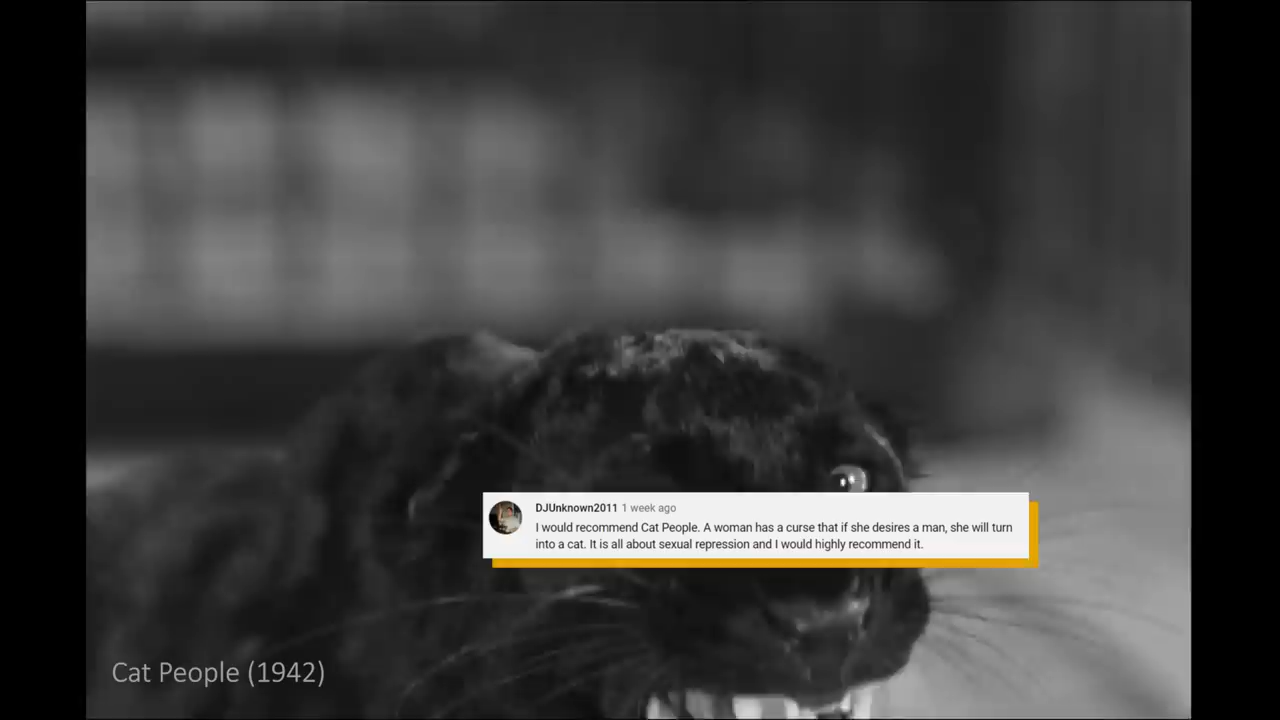 DJUnknown2011 1 week ago
I would recommend Cat People. A woman has a curse that if she desires a man, she will turn
into a cat. It is all about sexual repression and I would highly recommend it.
Cat People (1942)